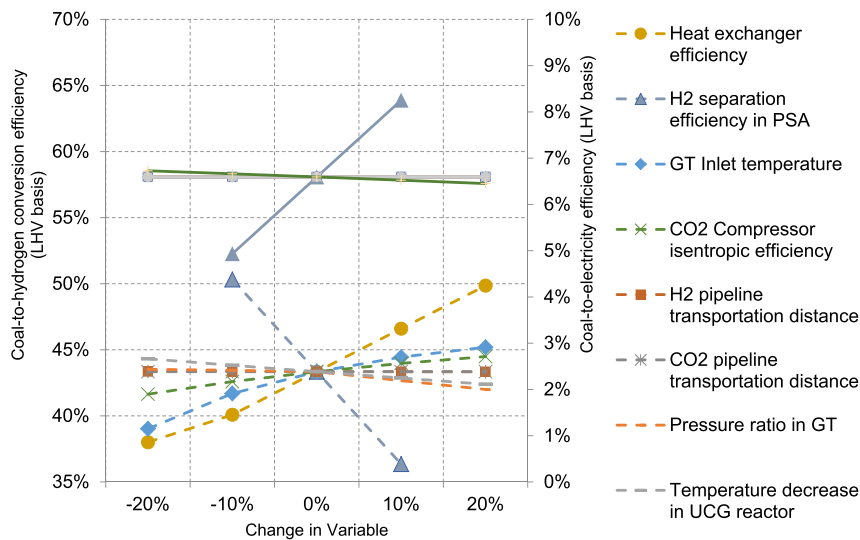 70%
65%
60%
55%
50%
45%
40%
35%
Coal-to-hydrogen conversion efficiency
(LHV basis)
-20%
-10%
0%
10%
20%
Change in Variable
10%
9%
8%
7%
6%
5%
4%
3%
2%
1%
0%
Coal-to-electricity efficiency (LHV basis)
Heat exchanger
efficiency
H2 separation
efficiency in PSA
GT Inlet temperature
CO2 Compressor
isentropic efficiency
H2 pipeline
transportation distance
CO2 pipeline
transportation distance
Pressure ratio in GT
Temperature decrease
in UCG reactor